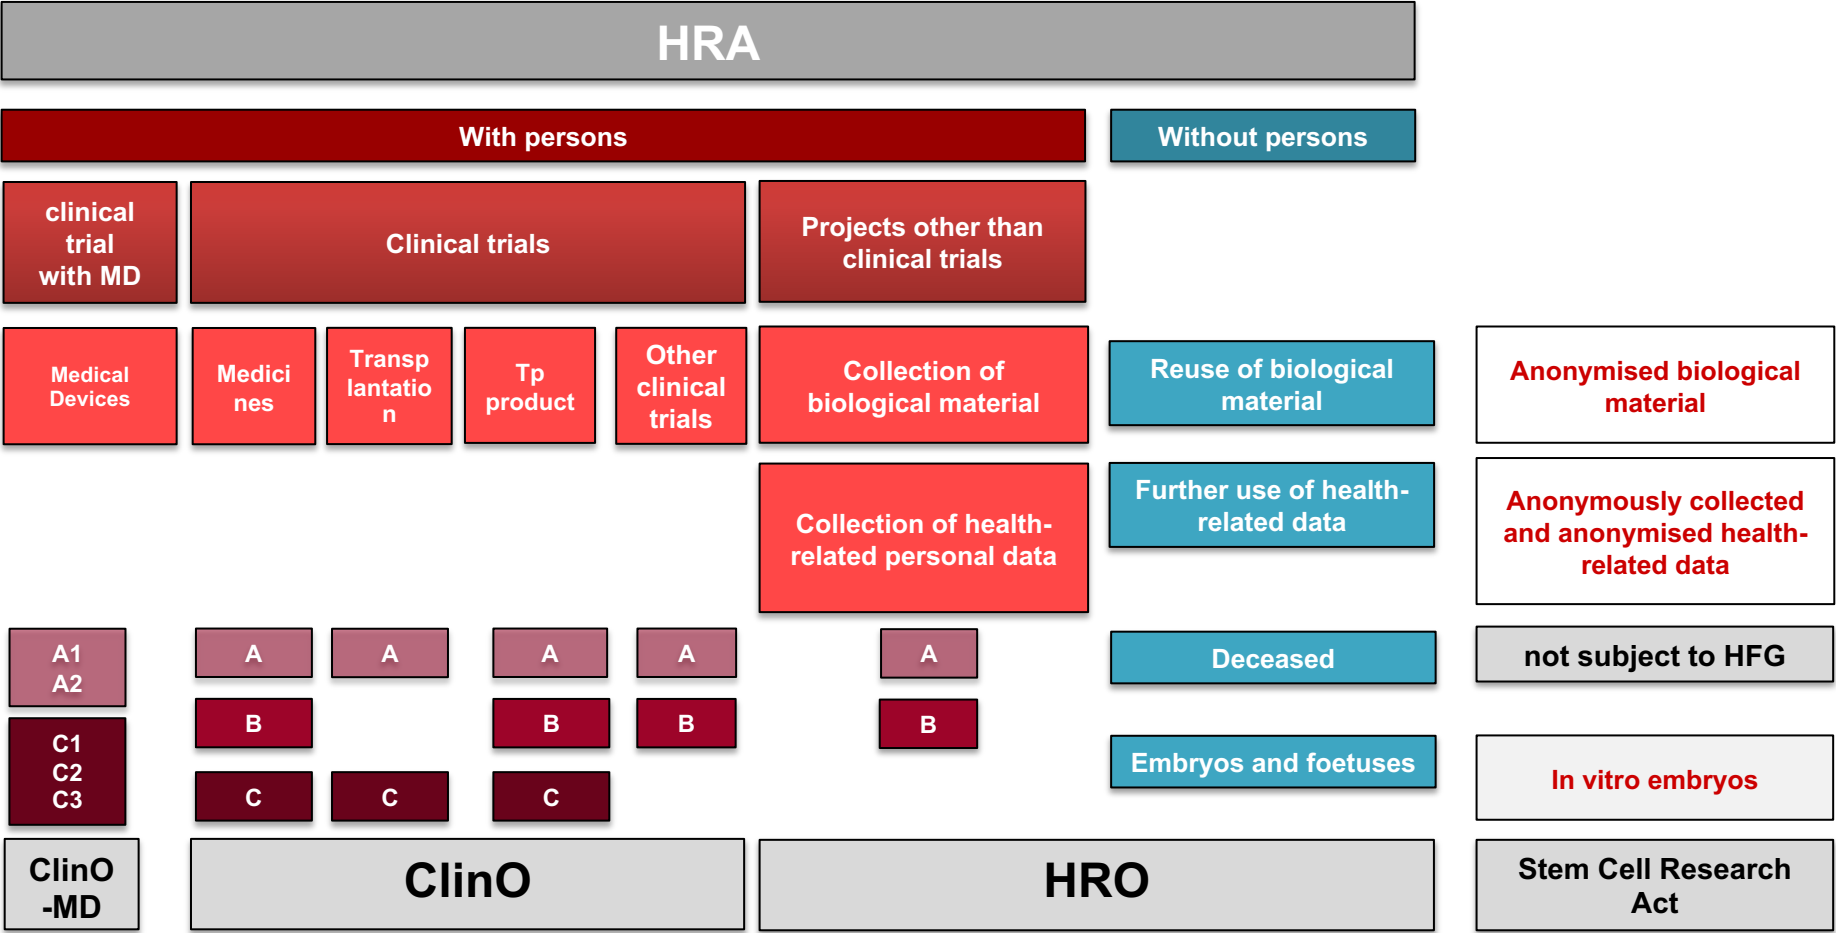 HRA
With persons
Without persons
clinical
trial
with MD
Clinical trials
Projects other than
clinical trials
Medical
Devices
Medici
nes
Transp
lantatio
n
Tp
product
Other
clinical
trials
Collection of
biological material
Reuse of biological
material
Anonymised biological
material
Collection of health-
related personal data
Further use of health-
related data
Anonymously collected
and anonymised health-
related data
A1
A2
A
A
A
A
A
Deceased
not subject to HFG
B
B
B
B
C1
C2
C3
C
C
C
Embryos and foetuses
In vitro embryos
ClinO
-MD
ClinO
HRO
Stem Cell Research
Act